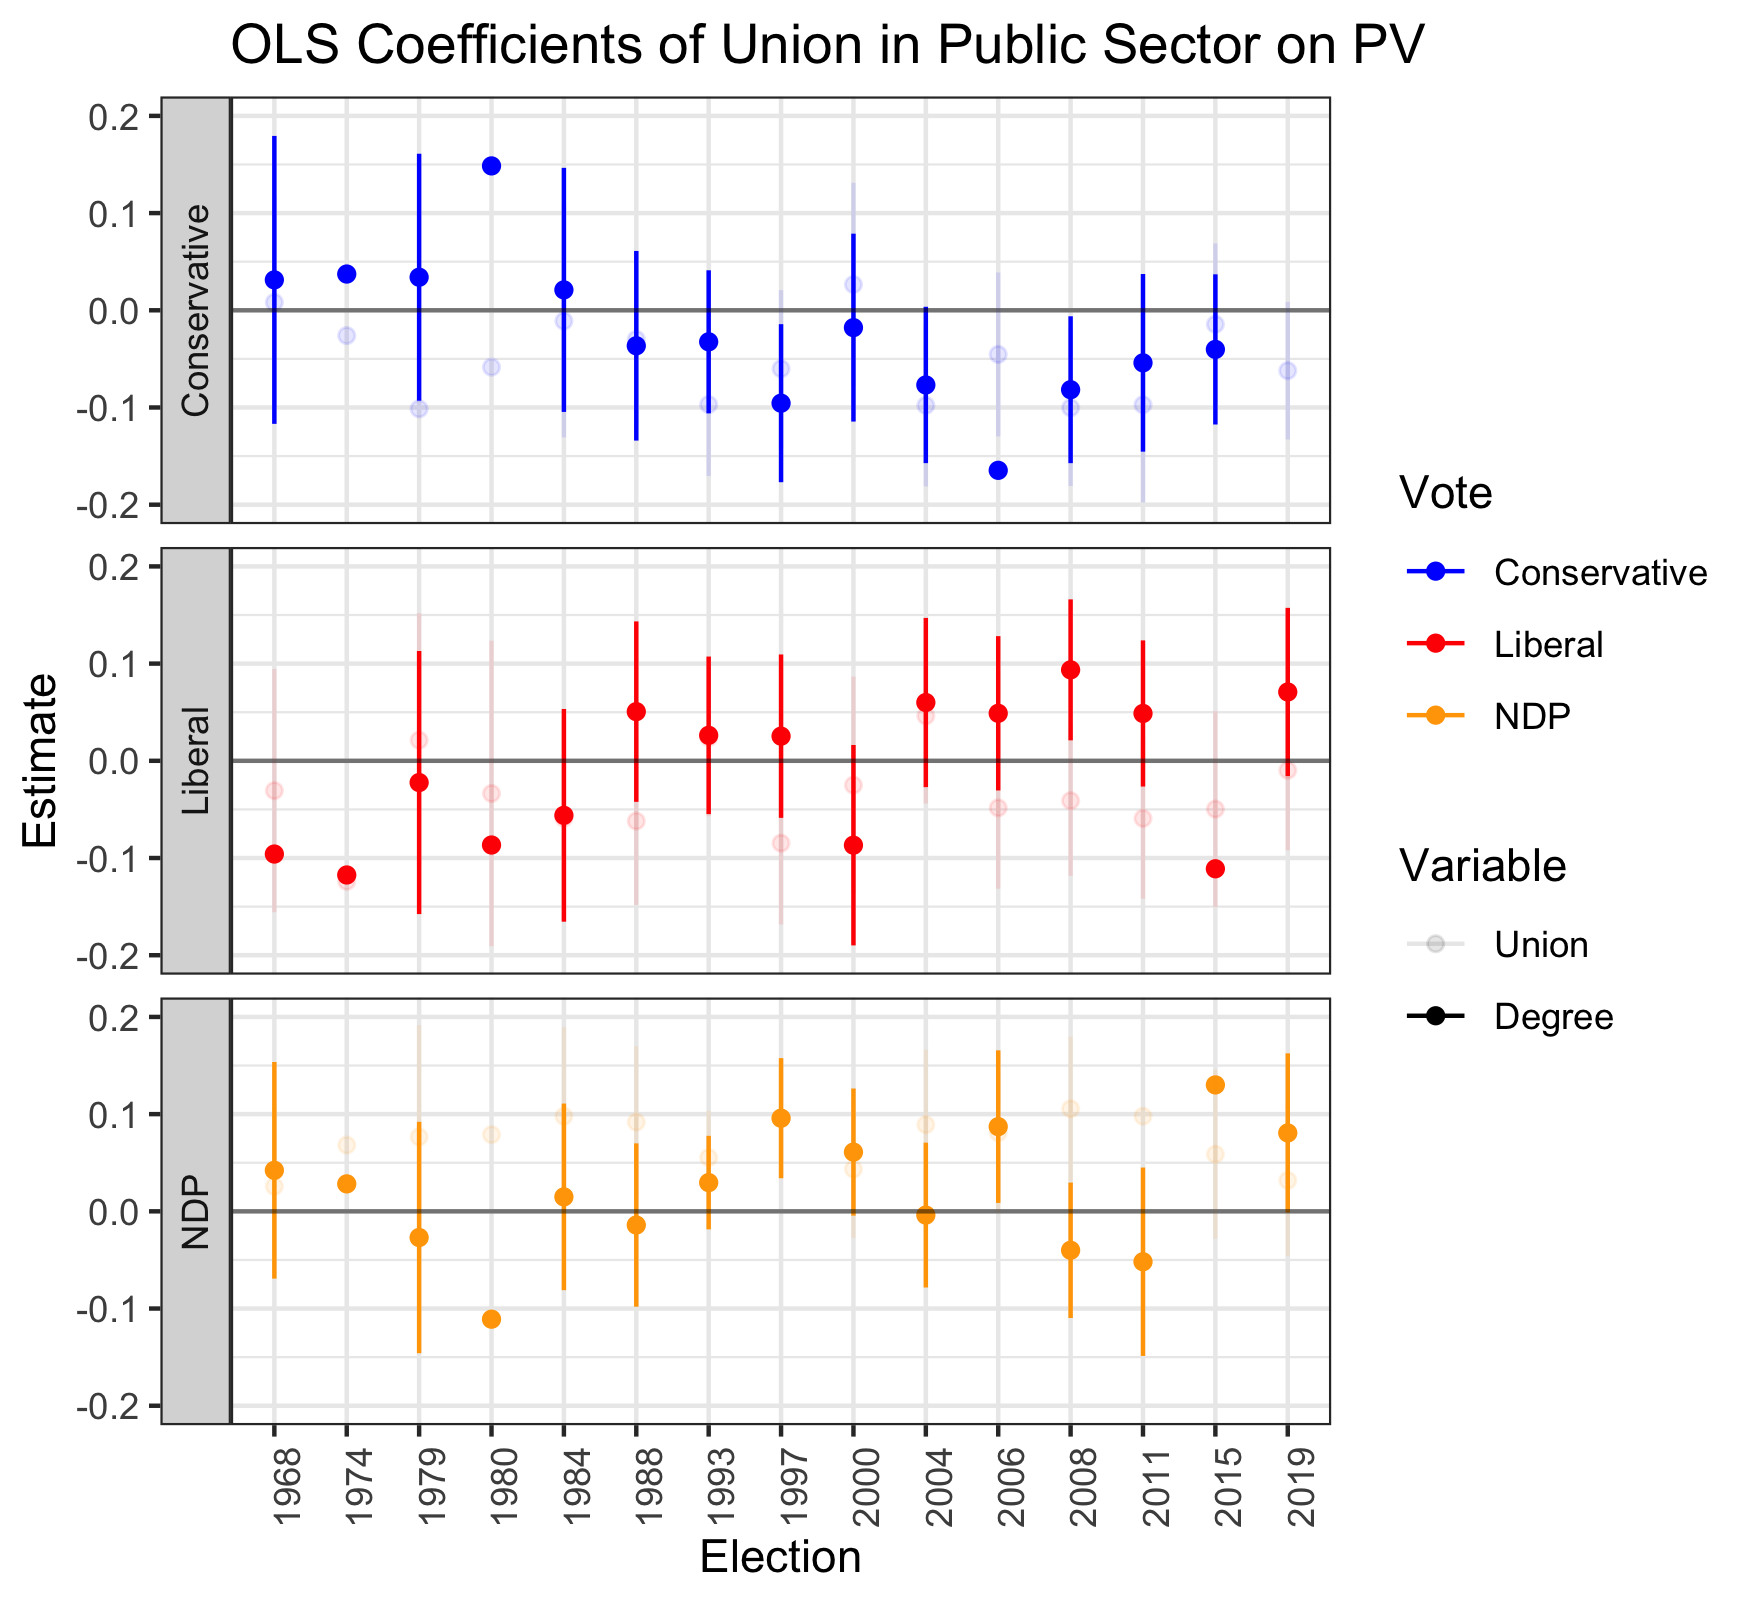 OLS Coefficients of Union in Public Sector on PV
Estimate
Conservative
0.2
0.1
0.0
-0.1
-0.2
Liberal
0.2
0.1
0.0
-0.1
-0.2
NDP
0.2
0.1
0.0
-0.1
-0.2
1968
1974
1979
1980
1984
1988
1993
1997
2000
2004
2006
2008
2011
2015
2019
Election
Vote
Conservative
Liberal
NDP
Variable
Union
Degree